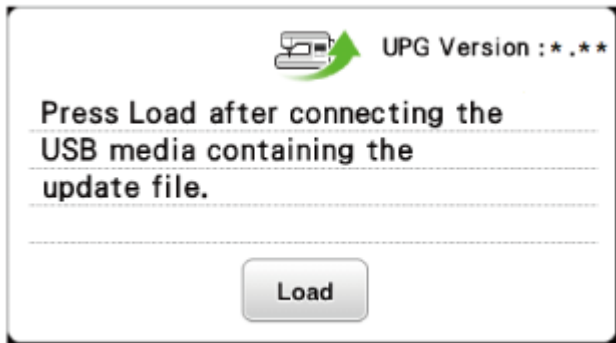 UPG Version :*.**
Press Load after connecting the
USB media containing the
update file.
Load